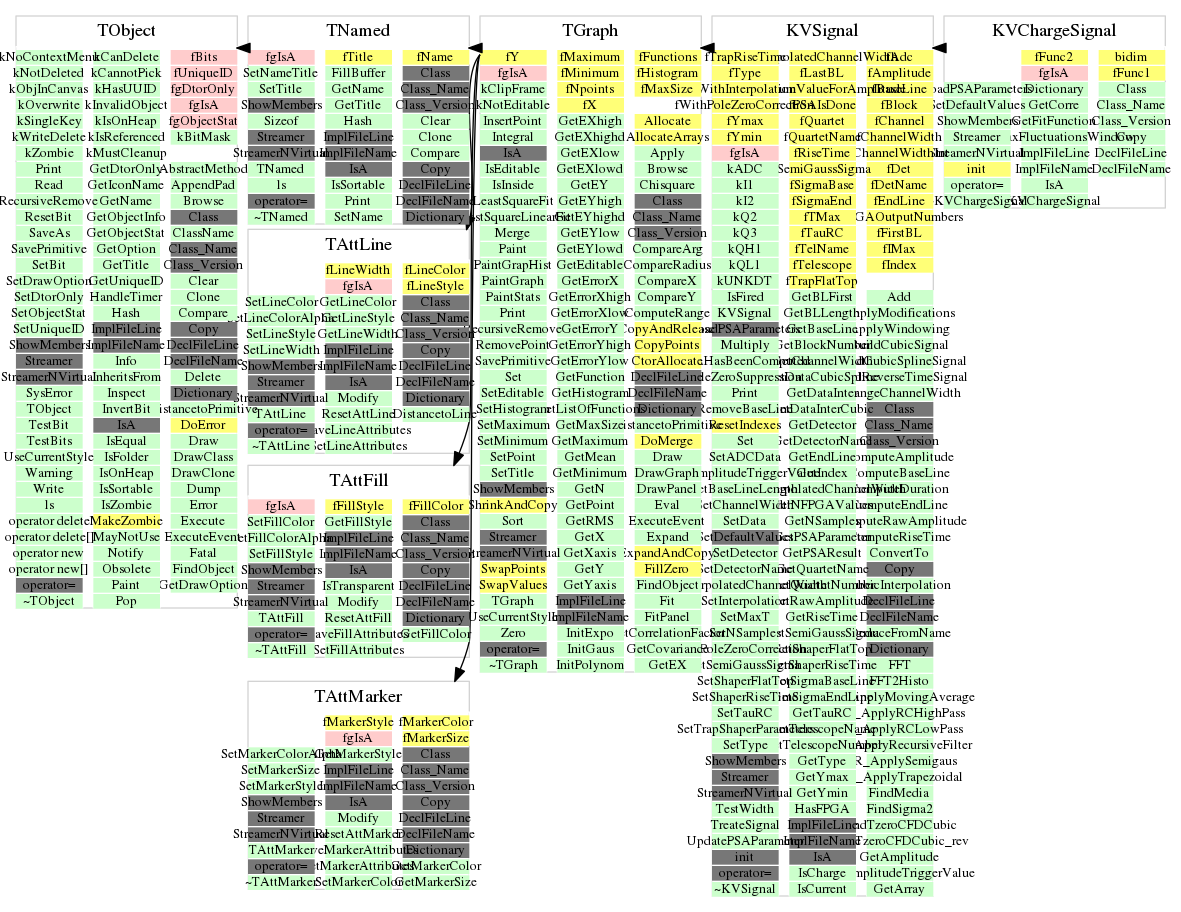 TObject
kNoContextMenu kCanDelete fBits
kNotDeleted kCannotPick fUniqueID
kObjInCanvas kHasUUID fgDtorOnly
kOverwrite kInvalidObject fgIsA
kSingleKey kIsOnHeap fgObjectStat
kWriteDelete kIsReferenced kBitMask
kZombie kMustCleanup
Print GetDtorOnly AbstractMethod
Read GetIconName AppendPad
RecursiveRemove GetName Browse
ResetBit GetObjectInfo Class
SaveAs GetObjectStat ClassName
SavePrimitive GetOption Class_Name
SetBit GetTitle Class_Version
SetDrawOption GetUniqueID Clear
SetDtorOnly HandleTimer Clone
SetObjectStat Hash Compare
SetUniqueID ImplFileLine Copy
ShowMembers ImplFileName DeclFileLine
Streamer Info DeclFileName
StreamerNVirtual InheritsFrom Delete
SysError Inspect Dictionary
TObject InvertBit DistancetoPrimitive
TestBit IsA DoError
TestBits IsEqual Draw
UseCurrentStyle IsFolder DrawClass
Warning IsOnHeap DrawClone
Write IsSortable Dump
ls IsZombie Error
operator delete MakeZombie Execute
operator delete[] MayNotUse ExecuteEvent
operator new Notify Fatal
operator new[] Obsolete FindObject
operator= Paint GetDrawOption
~TObject Pop
TNamed
fgIsA fTitle fName
SetNameTitle FillBuffer Class
SetTitle GetName Class_Name
ShowMembers GetTitle Class_Version
Sizeof Hash Clear
Streamer ImplFileLine Clone
StreamerNVirtual ImplFileName Compare
TNamed IsA Copy
ls IsSortable DeclFileLine
operator= Print DeclFileName
~TNamed SetName Dictionary
TAttLine
fLineWidth fLineColor
fgIsA fLineStyle
SetLineColor GetLineColor Class
SetLineColorAlpha GetLineStyle Class_Name
SetLineStyle GetLineWidth Class_Version
SetLineWidth ImplFileLine Copy
ShowMembers ImplFileName DeclFileLine
Streamer IsA DeclFileName
StreamerNVirtual Modify Dictionary
TAttLine ResetAttLine DistancetoLine
operator= SaveLineAttributes
~TAttLine SetLineAttributes
TAttFill
fgIsA fFillStyle fFillColor
SetFillColor GetFillStyle Class
SetFillColorAlpha ImplFileLine Class_Name
SetFillStyle ImplFileName Class_Version
ShowMembers IsA Copy
Streamer IsTransparent DeclFileLine
StreamerNVirtual Modify DeclFileName
TAttFill ResetAttFill Dictionary
operator= SaveFillAttributes GetFillColor
~TAttFill SetFillAttributes
TAttMarker
fMarkerStyle fMarkerColor
fgIsA fMarkerSize
SetMarkerColorAlpha GetMarkerStyle Class
SetMarkerSize ImplFileLine Class_Name
SetMarkerStyle ImplFileName Class_Version
ShowMembers IsA Copy
Streamer Modify DeclFileLine
StreamerNVirtual ResetAttMarker DeclFileName
TAttMarker SaveMarkerAttributes Dictionary
operator= SetMarkerAttributes GetMarkerColor
~TAttMarker SetMarkerColor GetMarkerSize
TGraph
fY fMaximum fFunctions
fgIsA fMinimum fHistogram
kClipFrame fNpoints fMaxSize
kNotEditable fX
InsertPoint GetEXhigh Allocate
Integral GetEXhighd AllocateArrays
IsA GetEXlow Apply
IsEditable GetEXlowd Browse
IsInside GetEY Chisquare
LeastSquareFit GetEYhigh Class
LeastSquareLinearFit GetEYhighd Class_Name
Merge GetEYlow Class_Version
Paint GetEYlowd CompareArg
PaintGrapHist GetEditable CompareRadius
PaintGraph GetErrorX CompareX
PaintStats GetErrorXhigh CompareY
Print GetErrorXlow ComputeRange
RecursiveRemove GetErrorY CopyAndRelease
RemovePoint GetErrorYhigh CopyPoints
SavePrimitive GetErrorYlow CtorAllocate
Set GetFunction DeclFileLine
SetEditable GetHistogram DeclFileName
SetHistogram GetListOfFunctions Dictionary
SetMaximum GetMaxSize DistancetoPrimitive
SetMinimum GetMaximum DoMerge
SetPoint GetMean Draw
SetTitle GetMinimum DrawGraph
ShowMembers GetN DrawPanel
ShrinkAndCopy GetPoint Eval
Sort GetRMS ExecuteEvent
Streamer GetX Expand
StreamerNVirtual GetXaxis ExpandAndCopy
SwapPoints GetY FillZero
SwapValues GetYaxis FindObject
TGraph ImplFileLine Fit
UseCurrentStyle ImplFileName FitPanel
Zero InitExpo GetCorrelationFactor
operator= InitGaus GetCovariance
~TGraph InitPolynom GetEX
KVSignal
fTrapRiseTime fAdc
fType fLastBL fAmplitude
fWithPoleZeroCorrection fPSAIsDone fBlock
fYmax fQuartet fChannel
fYmin fQuartetName fChannelWidth
fgIsA fRiseTime
kADC fSemiGaussSigma fDet
kI1 fSigmaBase fDetName
kI2 fSigmaEnd fEndLine
kQ2 fTMax
kQ3 fTauRC fFirstBL
kQH1 fTelName fIMax
kQL1 fTelescope fIndex
kUNKDT fTrapFlatTop
IsFired GetBLFirst Add
KVSignal GetBLLength ApplyModifications
LoadPSAParameters GetBaseLine ApplyWindowing
Multiply GetBlockNumber BuildCubicSignal
BuildCubicSplineSignal
Print GetDataInter ChangeChannelWidth
RemoveBaseLine GetDataInterCubic Class
ResetIndexes GetDetector Class_Name
Set GetDetectorName Class_Version
SetADCData GetEndLine ComputeAmplitude
SetAmplitudeTriggerValue GetIndex ComputeBaseLine
SetBaseLineLength
SetChannelWidth GetNFPGAValues ComputeEndLine
SetData GetNSamples ComputeRawAmplitude
SetDefaultValues GetPSAParameters ComputeRiseTime
SetDetector GetPSAResult ConvertTo
SetDetectorName GetQuartetName Copy
SetInterpolation GetRawAmplitude DeclFileLine
SetMaxT GetRiseTime DeclFileName
SetNSamples GetSemiGaussSigma DeduceFromName
GetShaperFlatTop Dictionary
SetSemiGaussSigma GetShaperRiseTime FFT
SetShaperFlatTop GetSigmaBaseLine FFT2Histo
SetShaperRiseTime GetSigmaEndLine
SetTauRC GetTauRC FIR_ApplyRCHighPass
SetTrapShaperParameters GetTelescopeName FIR_ApplyRCLowPass
SetType GetTelescopeNumber FIR_ApplyRecursiveFilter
ShowMembers GetType FIR_ApplySemigaus
Streamer GetYmax FIR_ApplyTrapezoidal
StreamerNVirtual GetYmin FindMedia
TestWidth HasFPGA FindSigma2
TreateSignal ImplFileLine FindTzeroCFDCubic
UpdatePSAParameter ImplFileName FindTzeroCFDCubic_rev
init IsA GetAmplitude
operator= IsCharge GetAmplitudeTriggerValue
~KVSignal IsCurrent GetArray
KVChargeSignal
fFunc2 bidim
fgIsA fFunc1
LoadPSAParameters Dictionary Class
SetDefaultValues GetCorre Class_Name
ShowMembers GetFitFunction Class_Version
Streamer Copy
StreamerNVirtual ImplFileLine DeclFileLine
init ImplFileName DeclFileName
operator= IsA
KVChargeSignal ~KVChargeSignal